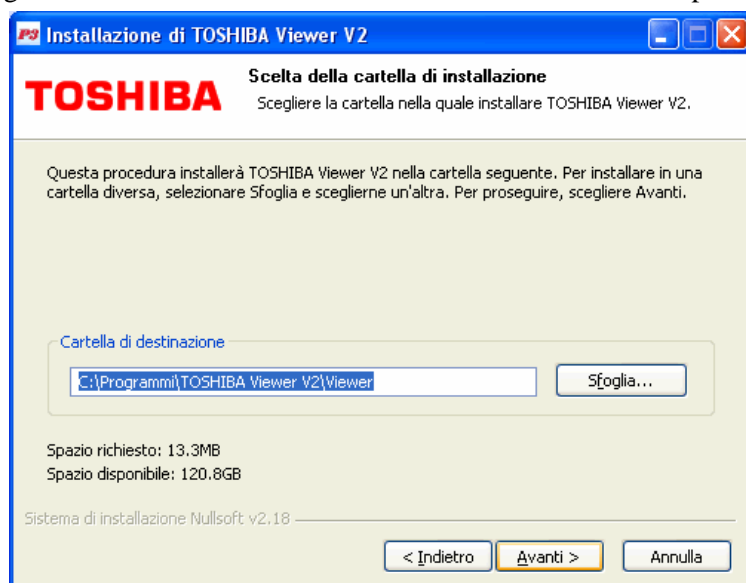 P3 Installazione di TOSHIBA Viewer V2
TOSHIBA
Scelta della cartella di installazione
Scegliere la cartella nella quale installare TOSHIBA Viewer V2.
Questa procedura installerà TOSHIBA Viewer V2 nella cartella seguente. Per installare in una
cartella diversa, selezionare Sfoglia e sceglierne un'altra. Per proseguire, scegliere Avanti.
Cartella di destinazione
C:\Programmi\TOSHIBA Viewer V2\Viewer
Sfoglia...
Spazio richiesto: 13.3MB
Spazio disponibile: 120.8GB
Sistema di installazione Nullsoft v2.18
< Indietro
Avanti >
Annulla